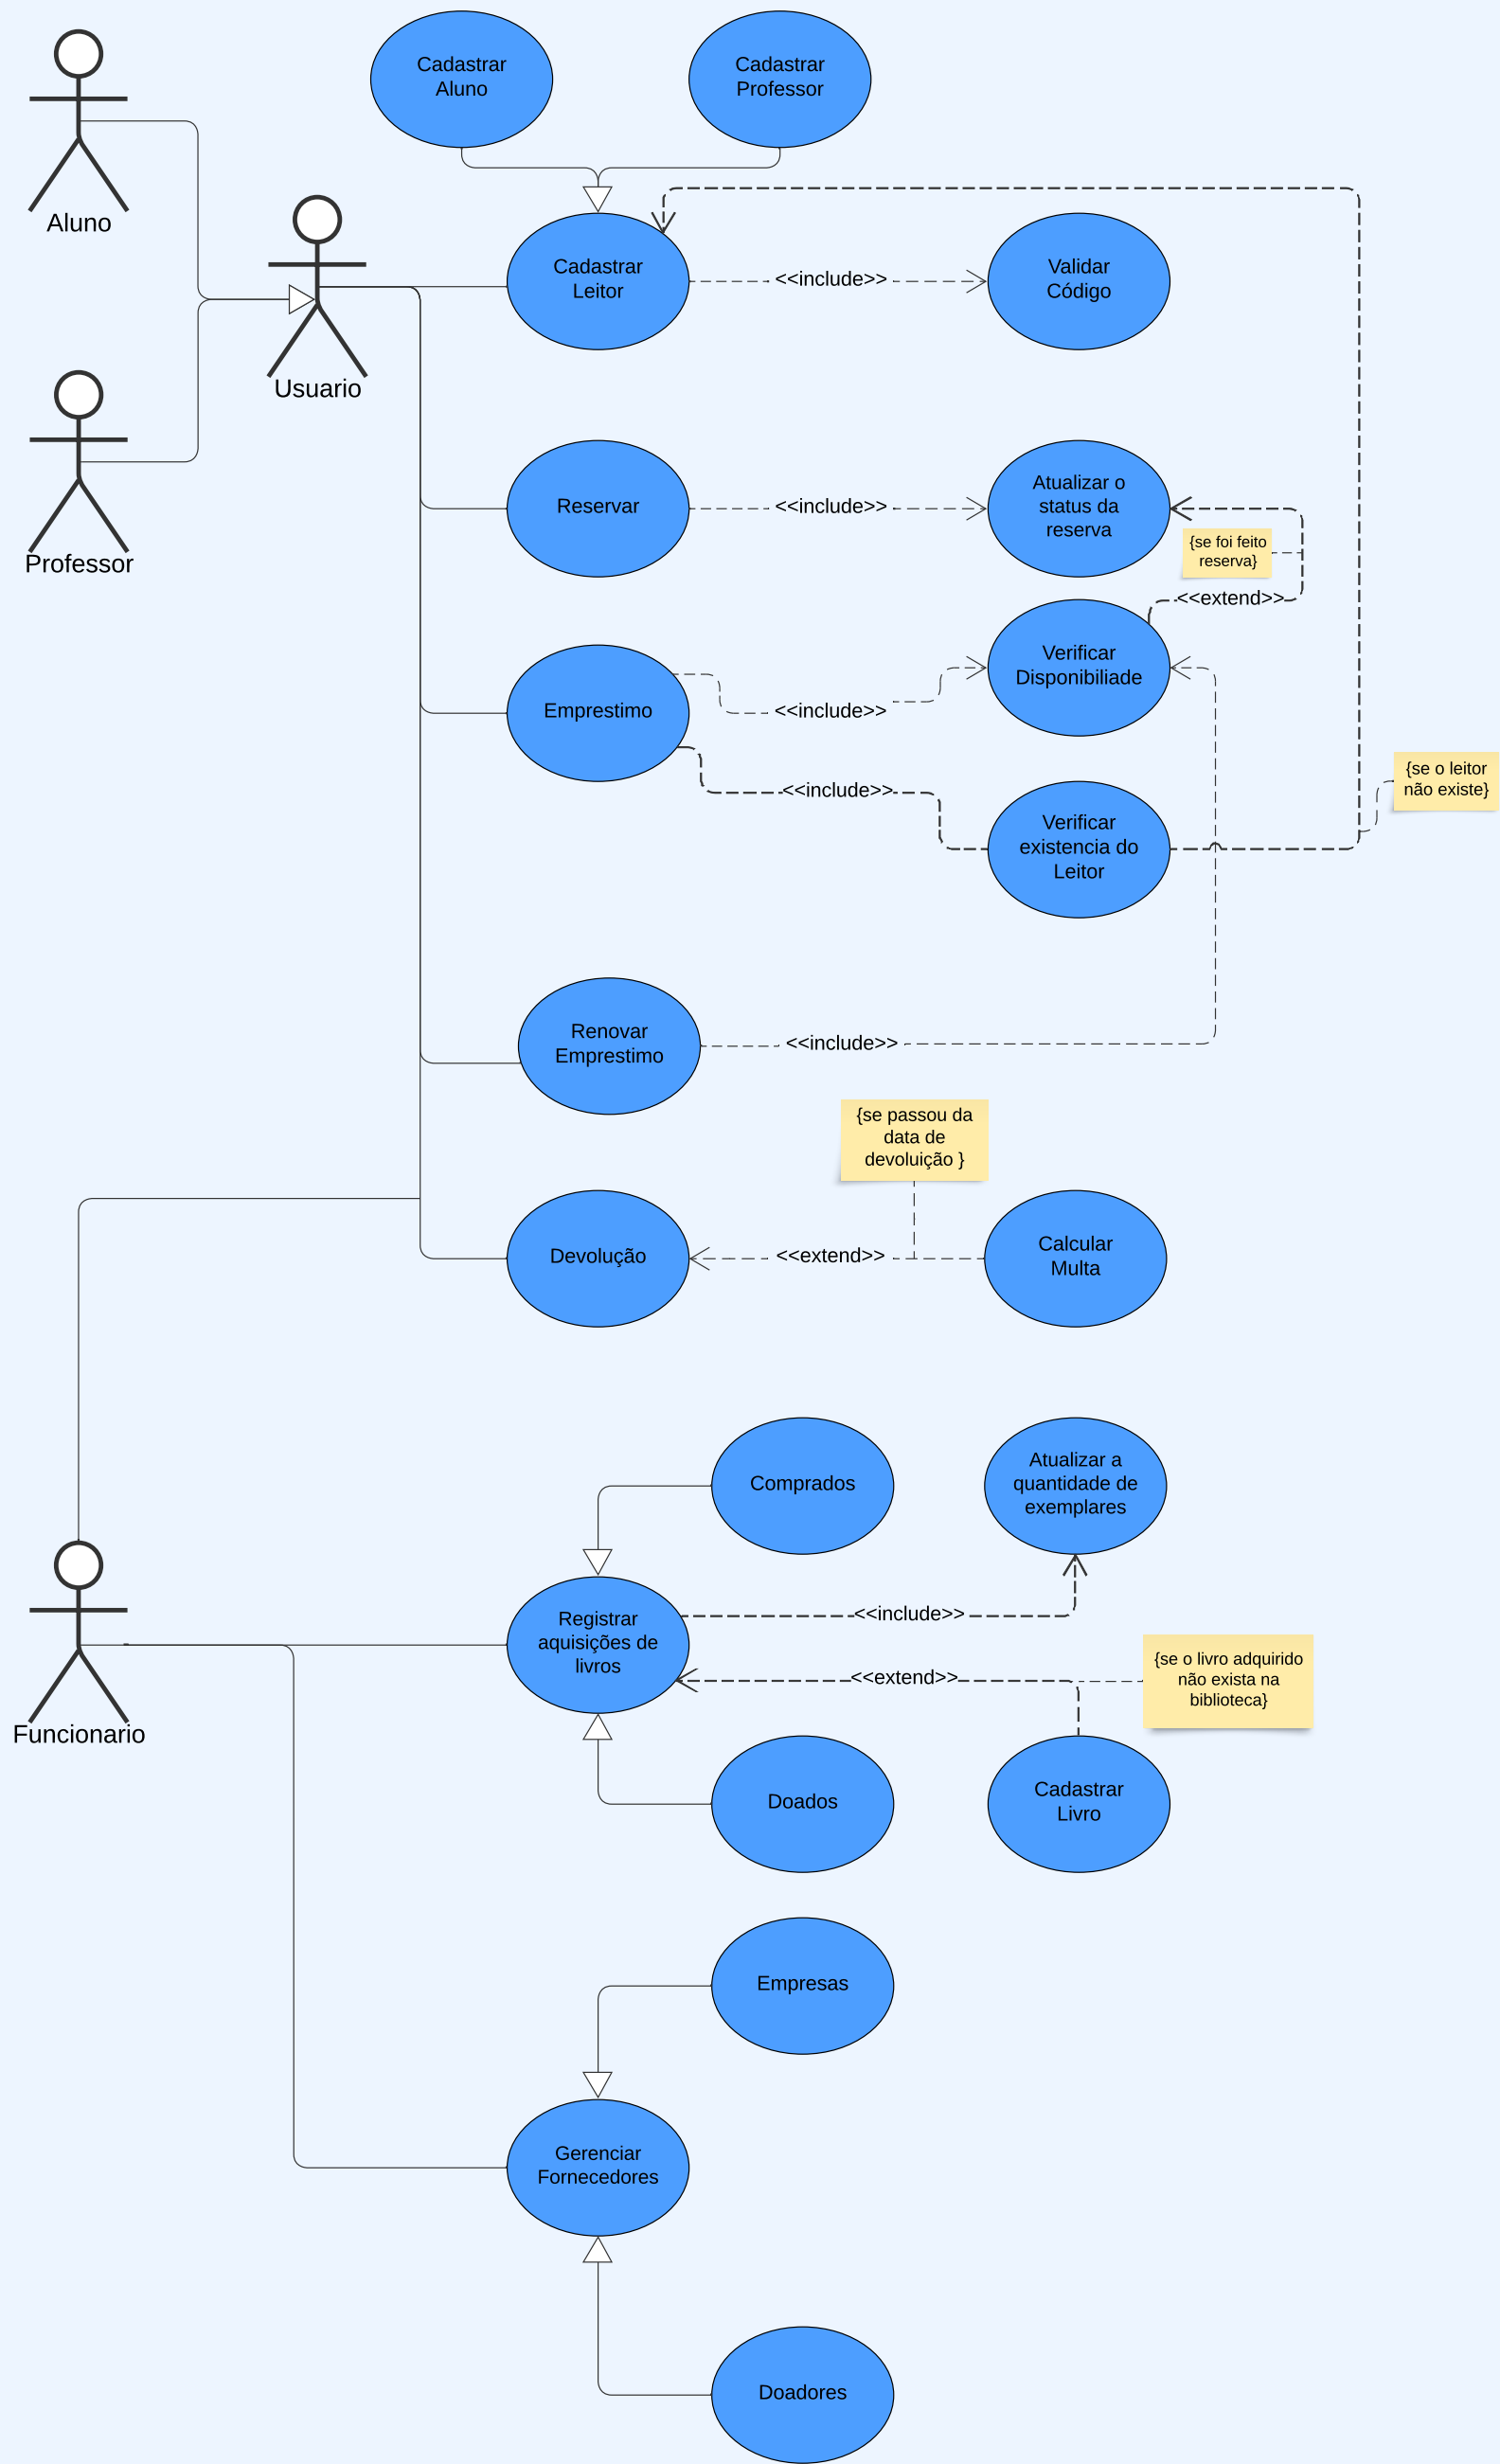 Cadastrar
Aluno
Cadastrar
Professor
Aluno
Usuario
Cadastrar
Leitor
<<include>>
Validar
Código
Professor
Reservar
<<include>>
Atualizar o
status da
reserva
{se foi feito
reserva}
<<extend>>
Emprestimo
<<include>>
Verificar
Disponibiliade
<<include>>
Verificar
existencia do
Leitor
{se o leitor
não existe}
Renovar
Emprestimo
<<include>>
{se passou da
data de
devoluição }
Devolução
<<extend>>
Calcular
Multa
Comprados
Atualizar a
quantidade de
exemplares
Funcionario
Registrar
aquisições de
livros
<<include>>
<<extend>>
{se o livro adquirido
não exista na
biblioteca}
Doados
Cadastrar
Livro
Empresas
Gerenciar
Fornecedores
Doadores